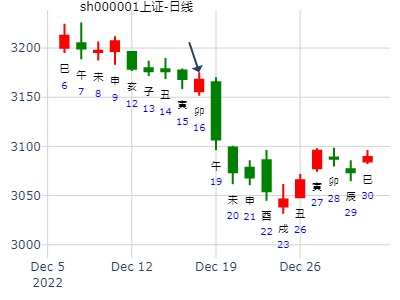 sh000001上证-日线
3200
3150
3100
3050
3000
巳 午 未 申 亥 子 丑 寅 卯 午 未 申 酉 戌 丑 寅 卯 辰 巳
6 7 8 9 12 13 14 15 16 19 20 21 22 23 26 27 28 29 30
Dec 5 Dec 12 Dec 19 Dec 26
2022